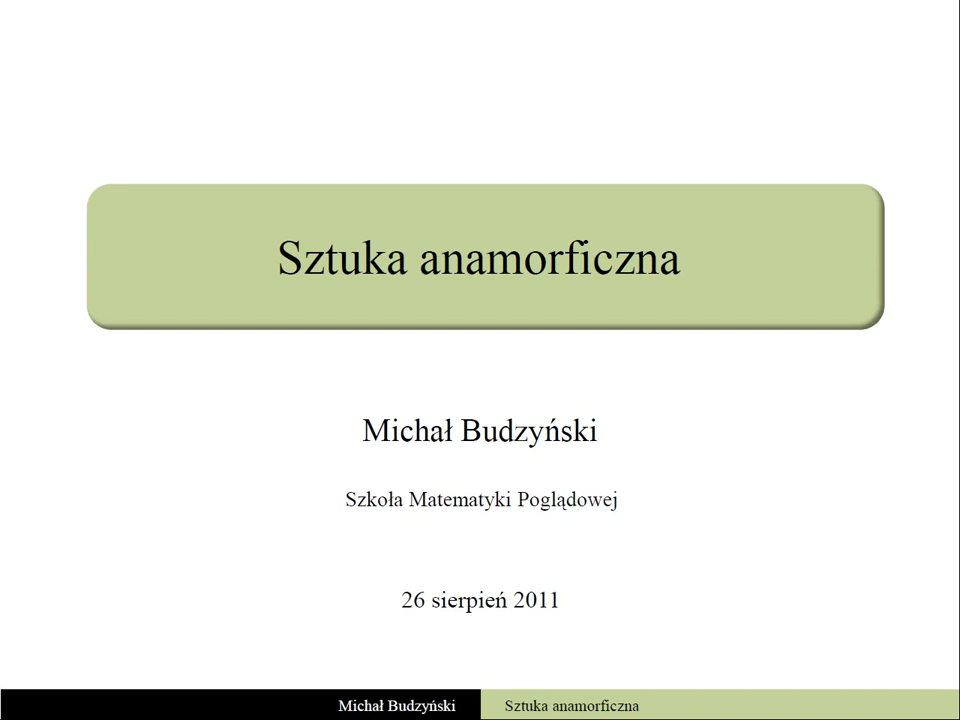 Sztuka anamorficzna
Michał Budzyński
Szkoła Matematyki Poglądowej
26 sierpień 2011
Michał Budzyński
Sztuka anamorficzna